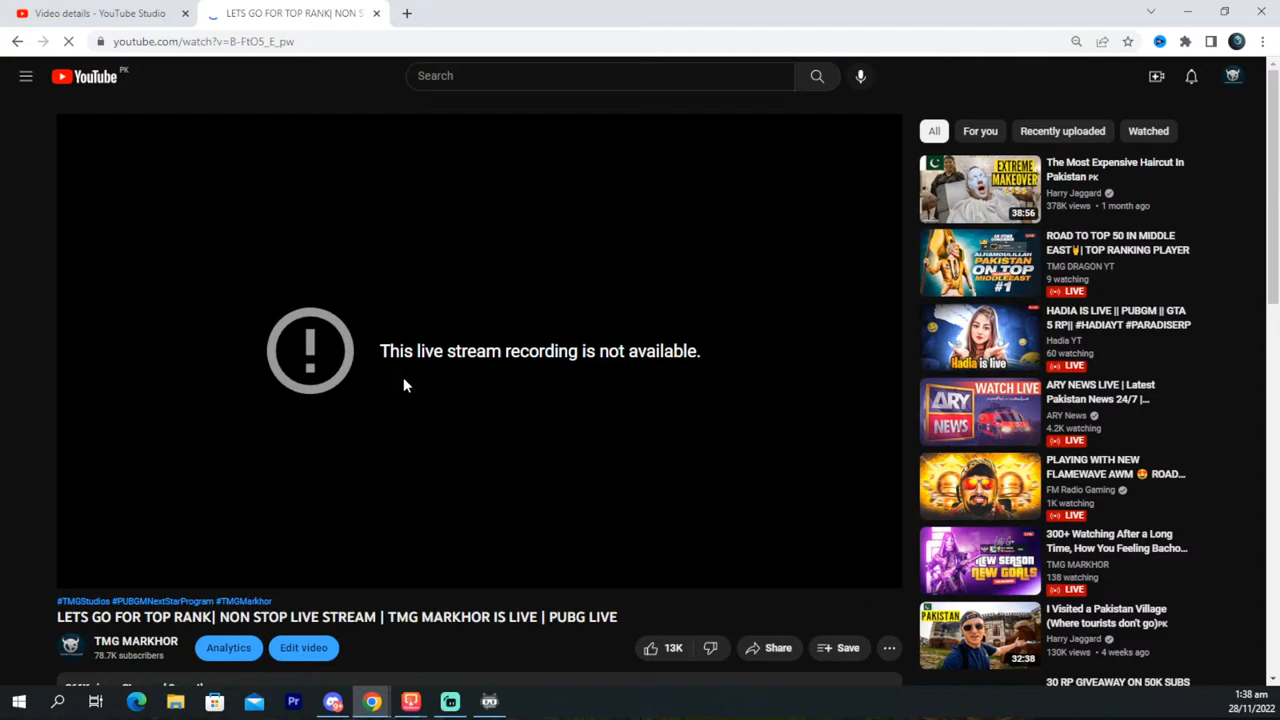 Video details - YouTube Studio
LETS GO FOR TOP RANK| NON S
youtube.com/watch?v=B-FtO5_E_pw
YouTube PK
Search
All
For you
Recently uploaded
Watched
This live stream recording is not available.
EXTREME
MAKEOVER
38:56
The Most Expensive Haircut In
Pakistan PK
Harry Jaggard
378K views • 1 month ago
ALHAMDULILLAH
PAKISTAN
ON TOP
MIDDLEEAST
#1
ROAD TO TOP 50 IN MIDDLE
EAST🤘| TOP RANKING PLAYER
TMG DRAGON YT
9 watching
LIVE
Hadia is live
HADIA IS LIVE || PUBGM || GTA
5 RP|| #HADIAYT #PARADISERP
Hadia YT
60 watching
LIVE
WATCH LIVE
ARY
NEWS
ARY NEWS LIVE | Latest
Pakistan News 24/7 |...
ARY News
4.2K watching
LIVE
PLAYING WITH NEW
FLAMEWAVE AWM 🤩 ROAD...
FM Radio Gaming
1K watching
LIVE
NEW SEASON
NEW GOALS
300+ Watching After a Long
Time, How You Feeling Bacho...
TMG MARKHOR
138 watching
LIVE
PAKISTAN
32:38
I Visited a Pakistan Village
(Where tourists don't go)PK
Harry Jaggard
130K views • 4 weeks ago
30 RP GIVEAWAY ON 50K SUBS
#TMGStudios #PUBGMNextStarProgram #TMGMarkhor
LETS GO FOR TOP RANK| NON STOP LIVE STREAM | TMG MARKHOR IS LIVE | PUBG LIVE
TMG MARKHOR
78.7K subscribers
Analytics
Edit video
13K
Share
Save
Pr
1:38 am
28/11/2022